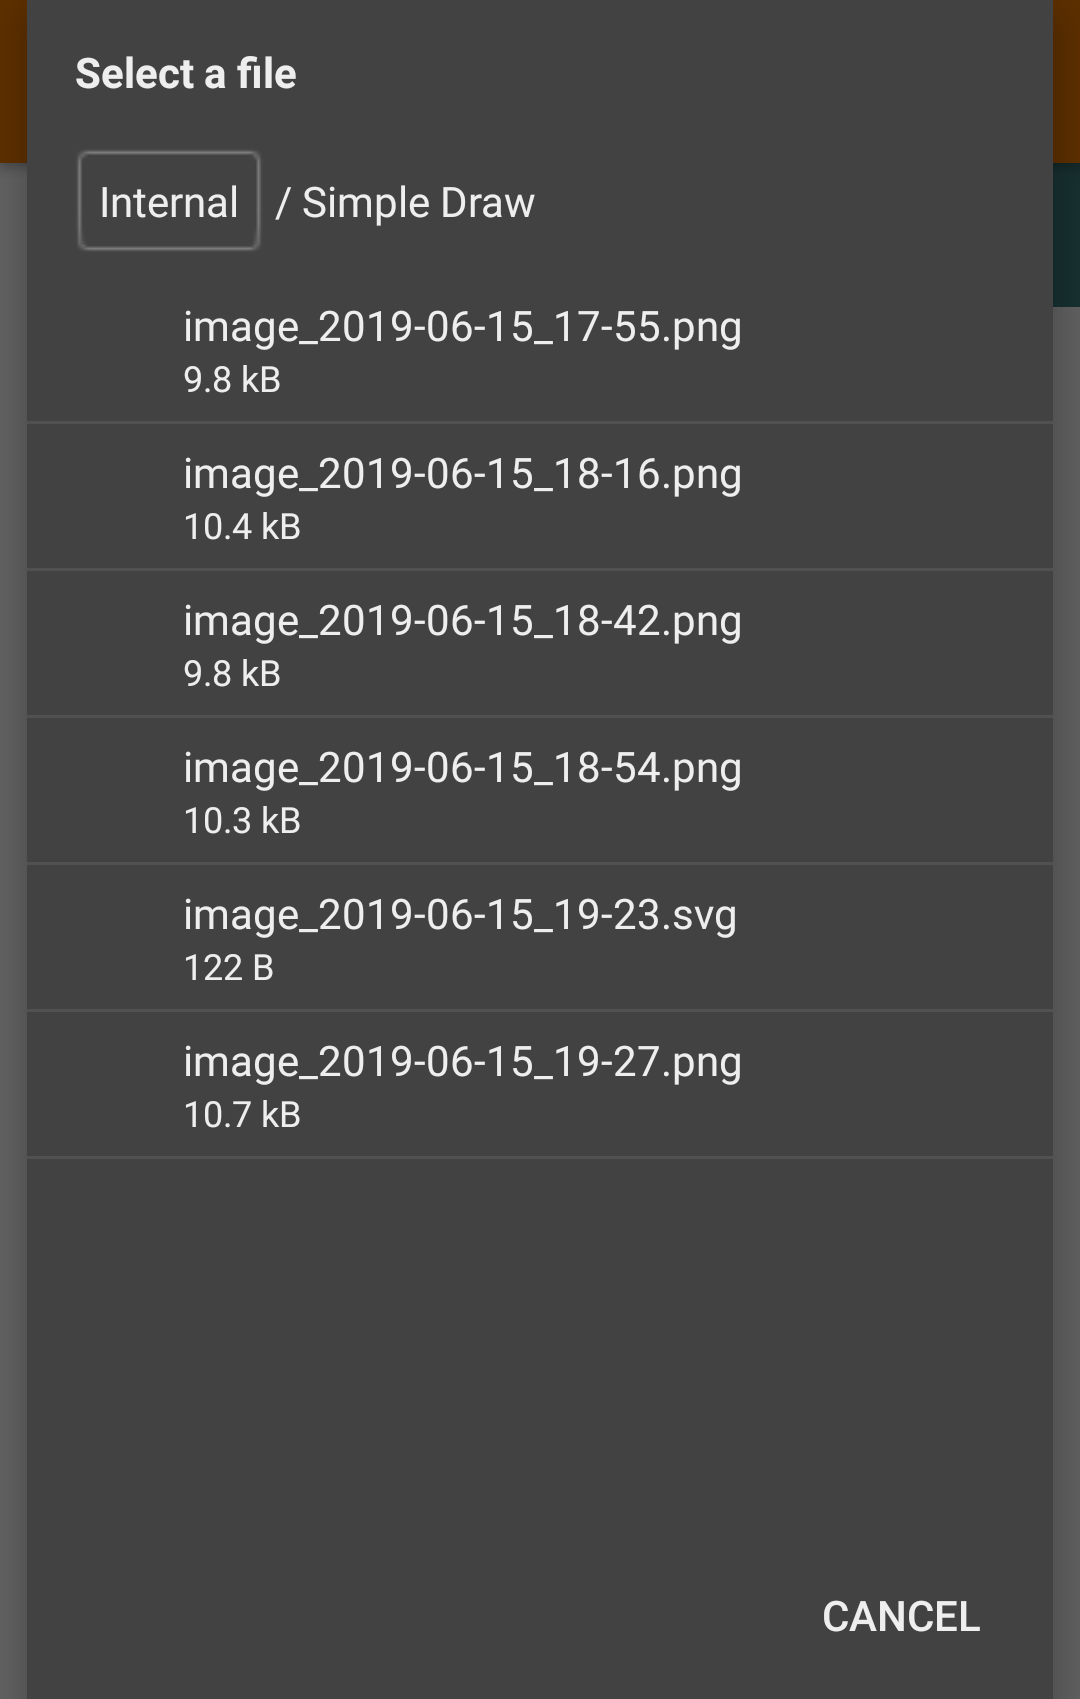 Select a file
Internal / Simple Draw
image_2019-06-15_17-55.png
9.8 kB
image_2019-06-15_18-16.png
10.4 kB
image_2019-06-15_18-42.png
9.8 kB
image_2019-06-15_18-54.png
10.3 kB
image_2019-06-15_19-23.svg
122 B
image_2019-06-15_19-27.png
10.7 kB
CANCEL